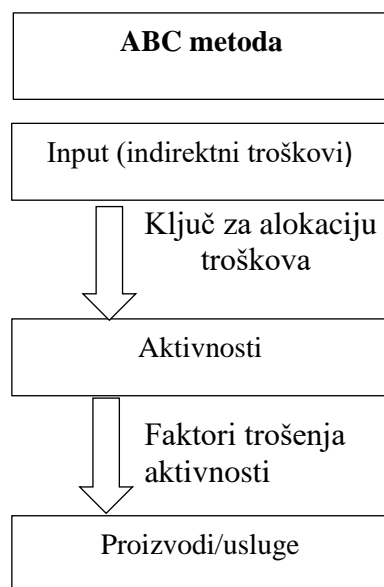 ABC metoda
Input (indirektni troškovi)
Ključ za alokaciju
troškova
Aktivnosti
Faktori trošenja
aktivnosti
Proizvodi/usluge